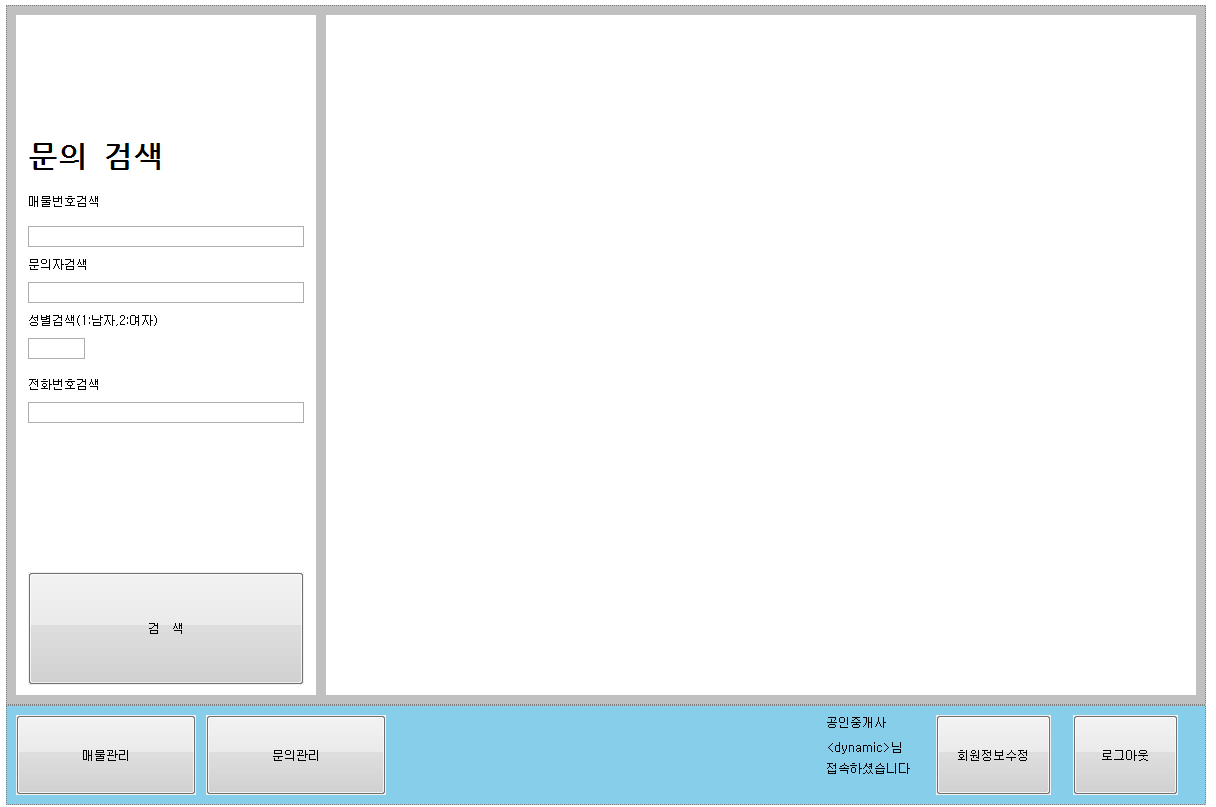 문의 검색
매물번호검색
문의자검색
성별검색(1:남자,2:여자)
전화번호검색
검 색
매물관리
문의관리
공인중개사
<dynamic>님
접속하셨습니다
회원정보수정
로그아웃